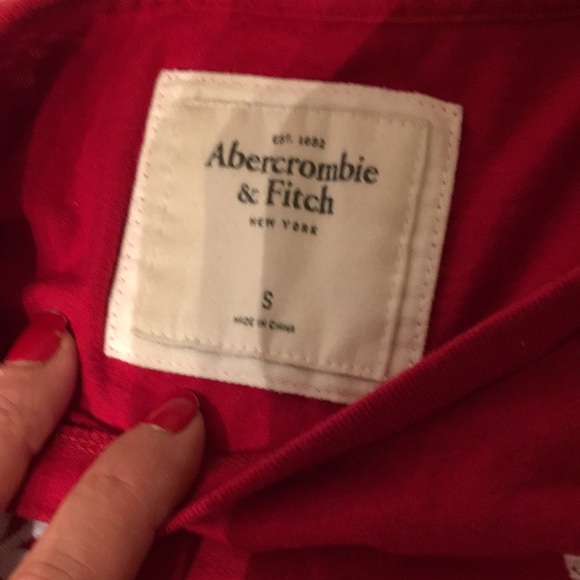 EST. 1892
Abercrombie
& Fitch
NEW YORK
S
MADE IN CHINA